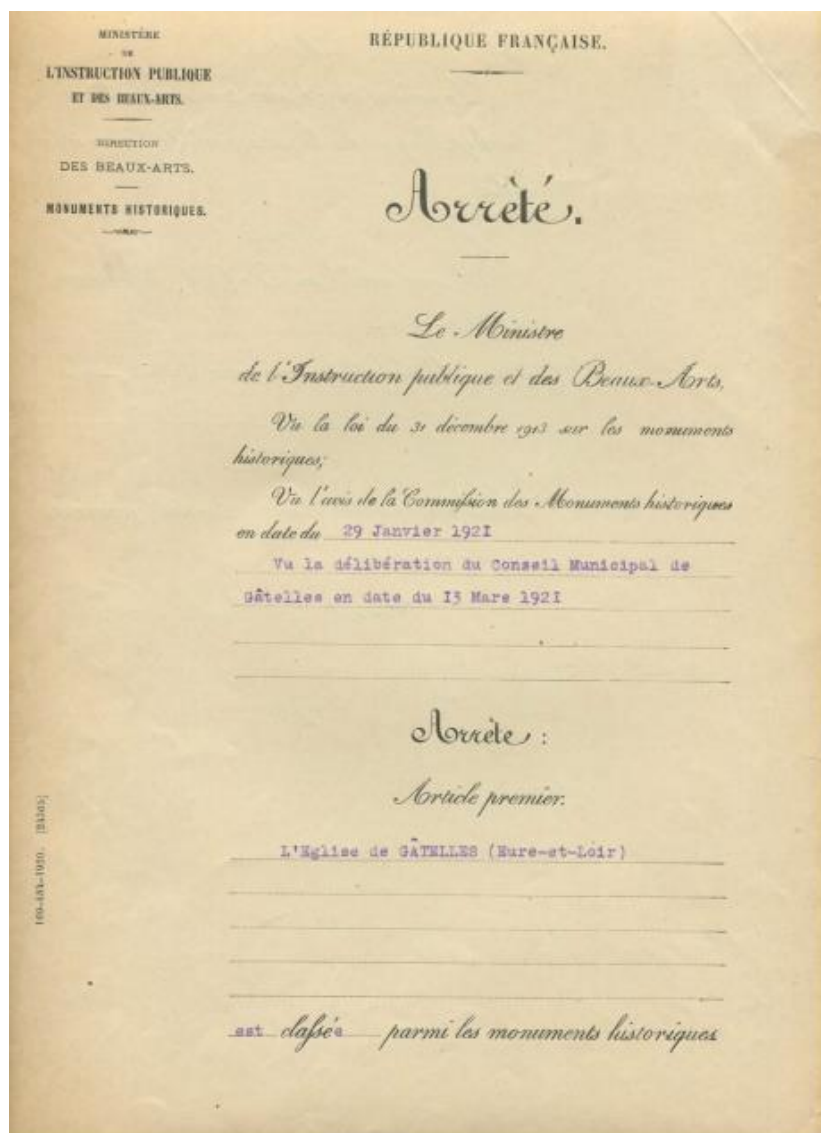 MINISTÈRE
DE
L'INSTRUCTION PUBLIQUE
ET DES BEAUX-ARTS.
DIRECTION
DES BEAUX-ARTS.
MONUMENTS HISTORIQUES.
RÉPUBLIQUE FRANÇAISE.
Arrêté.
Le Ministre
de l'Instruction publique et des Beaux-Arts,
Vu la loi du 31 décembre 1913 sur les monuments
historiques;
Vu l'avis de la Commission des Monuments historiques
en date du 29 Janvier 1921
Vu la délibération du Conseil Municipal de
Gâtelles en date du I3 Mars 192I
Arrête :
Article premier.
L'Eglise de GÂTELLES (Eure-et-Loir)
est classée parmi les monuments historiques